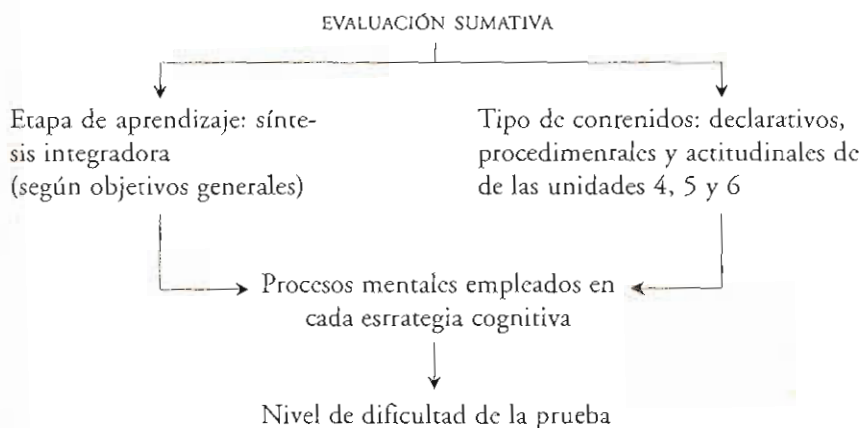 EVALUACIÓN SUMATIVA
Etapa de aprendizaje: sínte-
sis integradora
(según objetivos generales)
Tipo de contenidos: declarativos,
procedimentales y actitudinales de
de las unidades 4, 5 y 6
Procesos mentales empleados en
cada estrategia cognitiva
Nivel de dificultad de la prueba